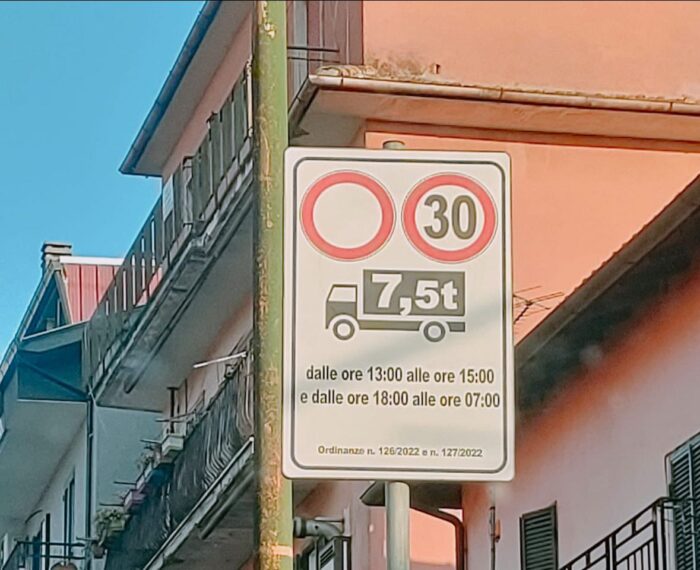 30
7,5t
dalle ore 13:00 alle ore 15:00
e dalle ore 18:00 alle ore 07:00
Ordinanze n. 126/2022 e n. 127/2022